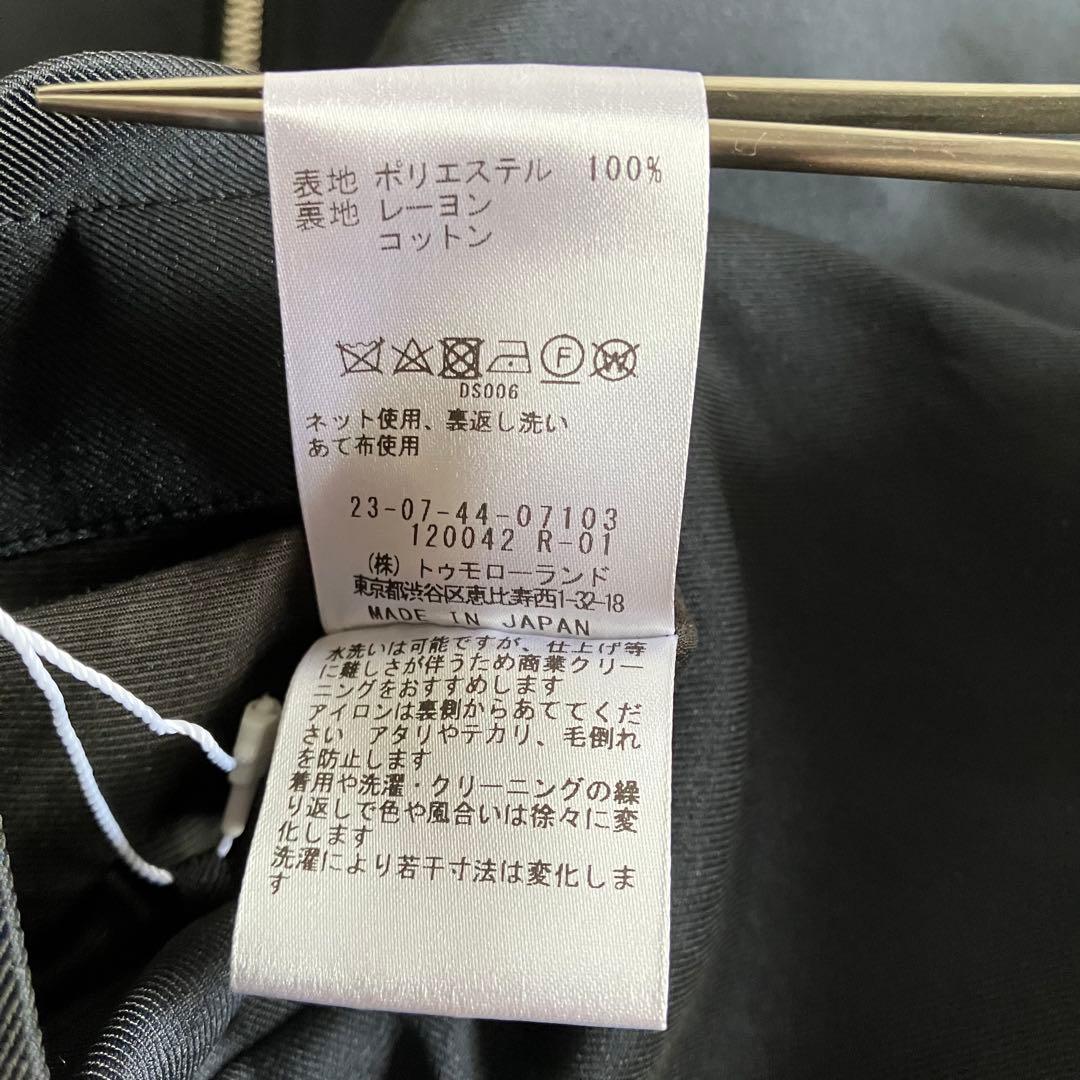 表地 ポリエステル 100%
裏地 レーヨン
コットン
F W
DS006
ネット使用、裏返し洗い
あて布使用
23-07-44-07103
120042 R-01
(株) トゥモローランド
東京都渋谷区恵比寿西1-32-18
MADE IN JAPAN
水洗いは可能ですが、仕上げ等
に難しさが伴うため商業クリー
ニングをおすすめします
アイロンは裏側からあててくだ
さい アタリやテカリ、毛倒れ
を防止します
着用や洗濯・クリーニングの繰
り返しで色や風合いは徐々に変
化します
洗濯により若干寸法は変化しま
す